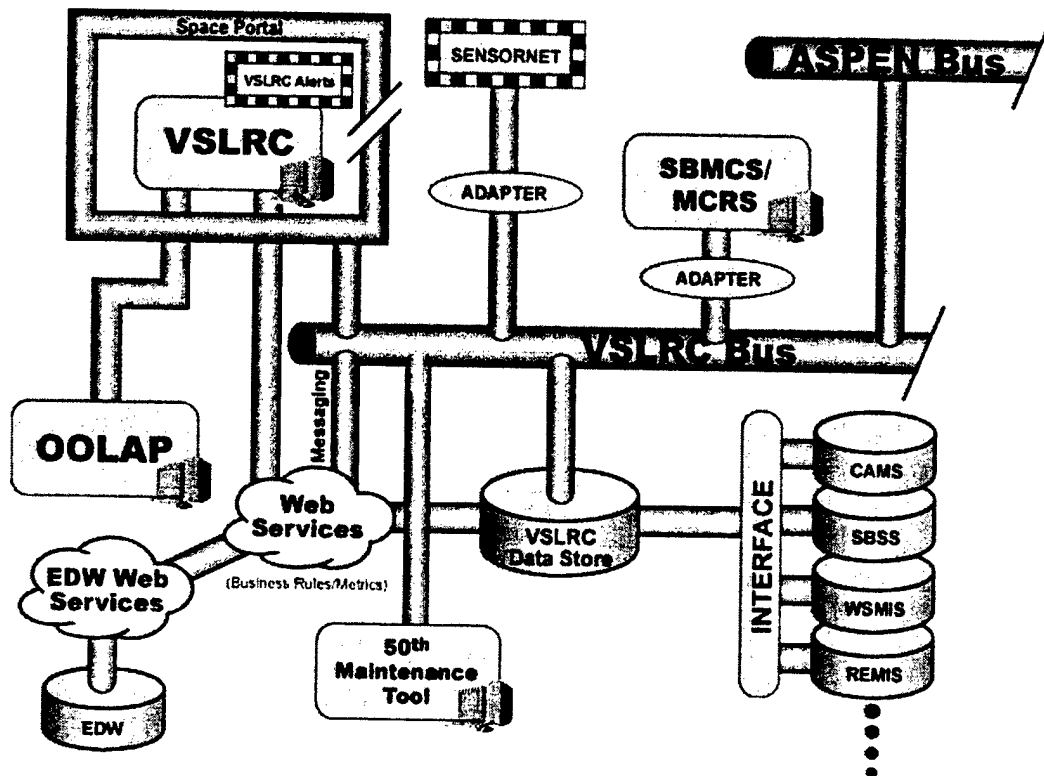 Space Portal
VSLRC Alerts
VSLRC
SENSORNET
ASPEN Bus
ADAPTER
SBMCS/
MCRS
ADAPTER
VSLRC Bus
Messaging
OOLAP
Web
Services
(Business Rules/Metrics)
VSLRC
Data Store
INTERFACE
CAMS
SBSS
WSMIS
REMIS
EDW Web
Services
EDW
50th
Maintenance
Tool